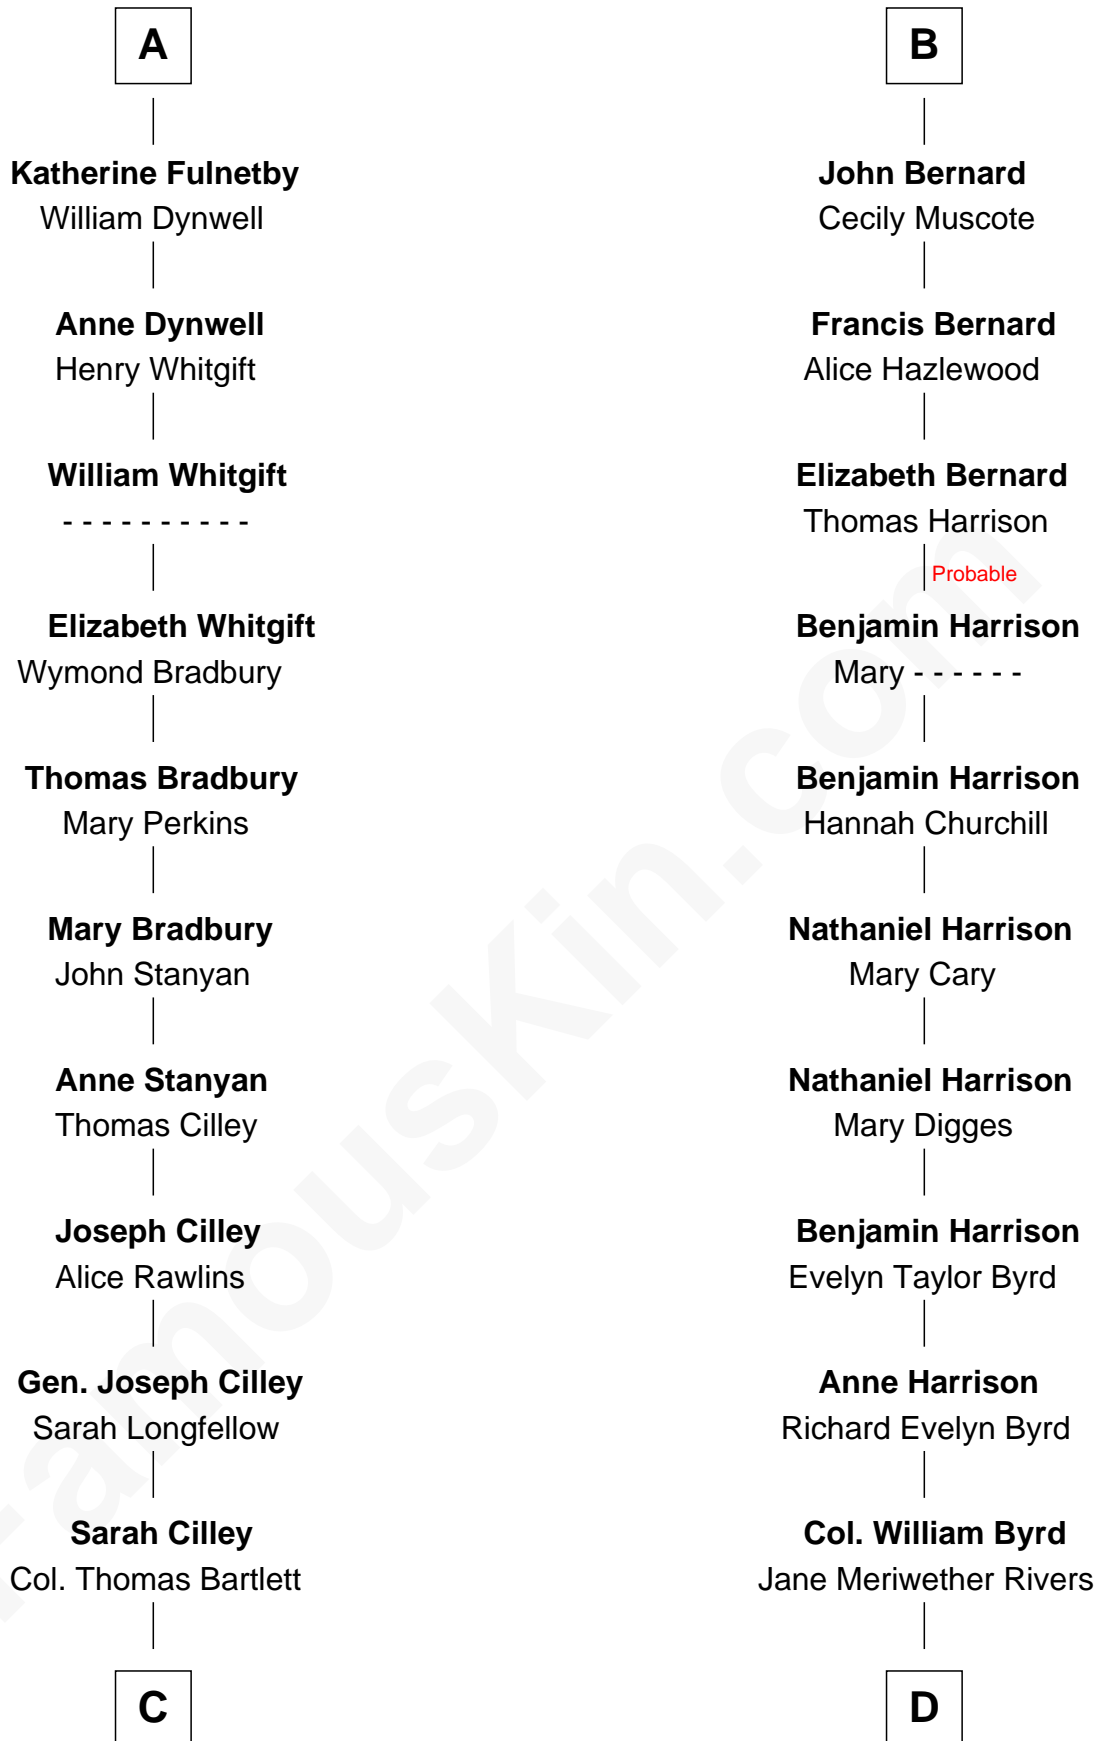 A
Katherine Fulnetby
William Dynwell
Anne Dynwell
Henry Whitgift
William Whitgift
- - - - - - - - - -
Elizabeth Whitgift
Wymond Bradbury
Thomas Bradbury
Mary Perkins
Mary Bradbury
John Stanyan
Anne Stanyan
Thomas Cilley
Joseph Cilley
Alice Rawlins
Gen. Joseph Cilley
Sarah Longfellow
Sarah Cilley
Col. Thomas Bartlett
C
B
John Bernard
Cecily Muscote
Francis Bernard
Alice Hazlewood
Elizabeth Bernard
Thomas Harrison
Probable
Benjamin Harrison
Mary - - - - - -
Benjamin Harrison
Hannah Churchill
Nathaniel Harrison
Mary Cary
Nathaniel Harrison
Mary Digges
Benjamin Harrison
Evelyn Taylor Byrd
Anne Harrison
Richard Evelyn Byrd
Col. William Byrd
Jane Meriwether Rivers
D
FamousKin.com